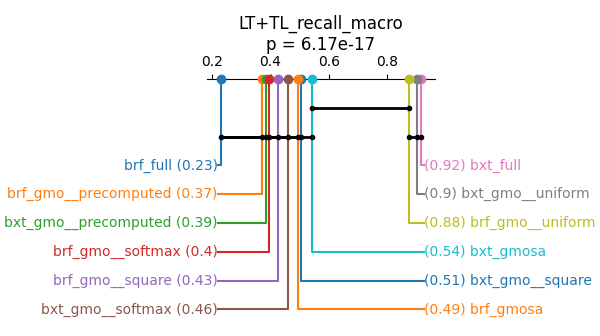 LT+TL_recall_macro
p = 6.17e-17
0.2 0.4 0.6 0.8
brf_full (0.23) (0.92) bxt_full
brf_gmo__precomputed (0.37) (0.9) bxt_gmo__uniform
bxt_gmo__precomputed (0.39) (0.88) brf_gmo__uniform
brf_gmo__softmax (0.4) (0.54) bxt_gmosa
brf_gmo__square (0.43) (0.51) bxt_gmo__square
bxt_gmo__softmax (0.46) (0.49) brf_gmosa